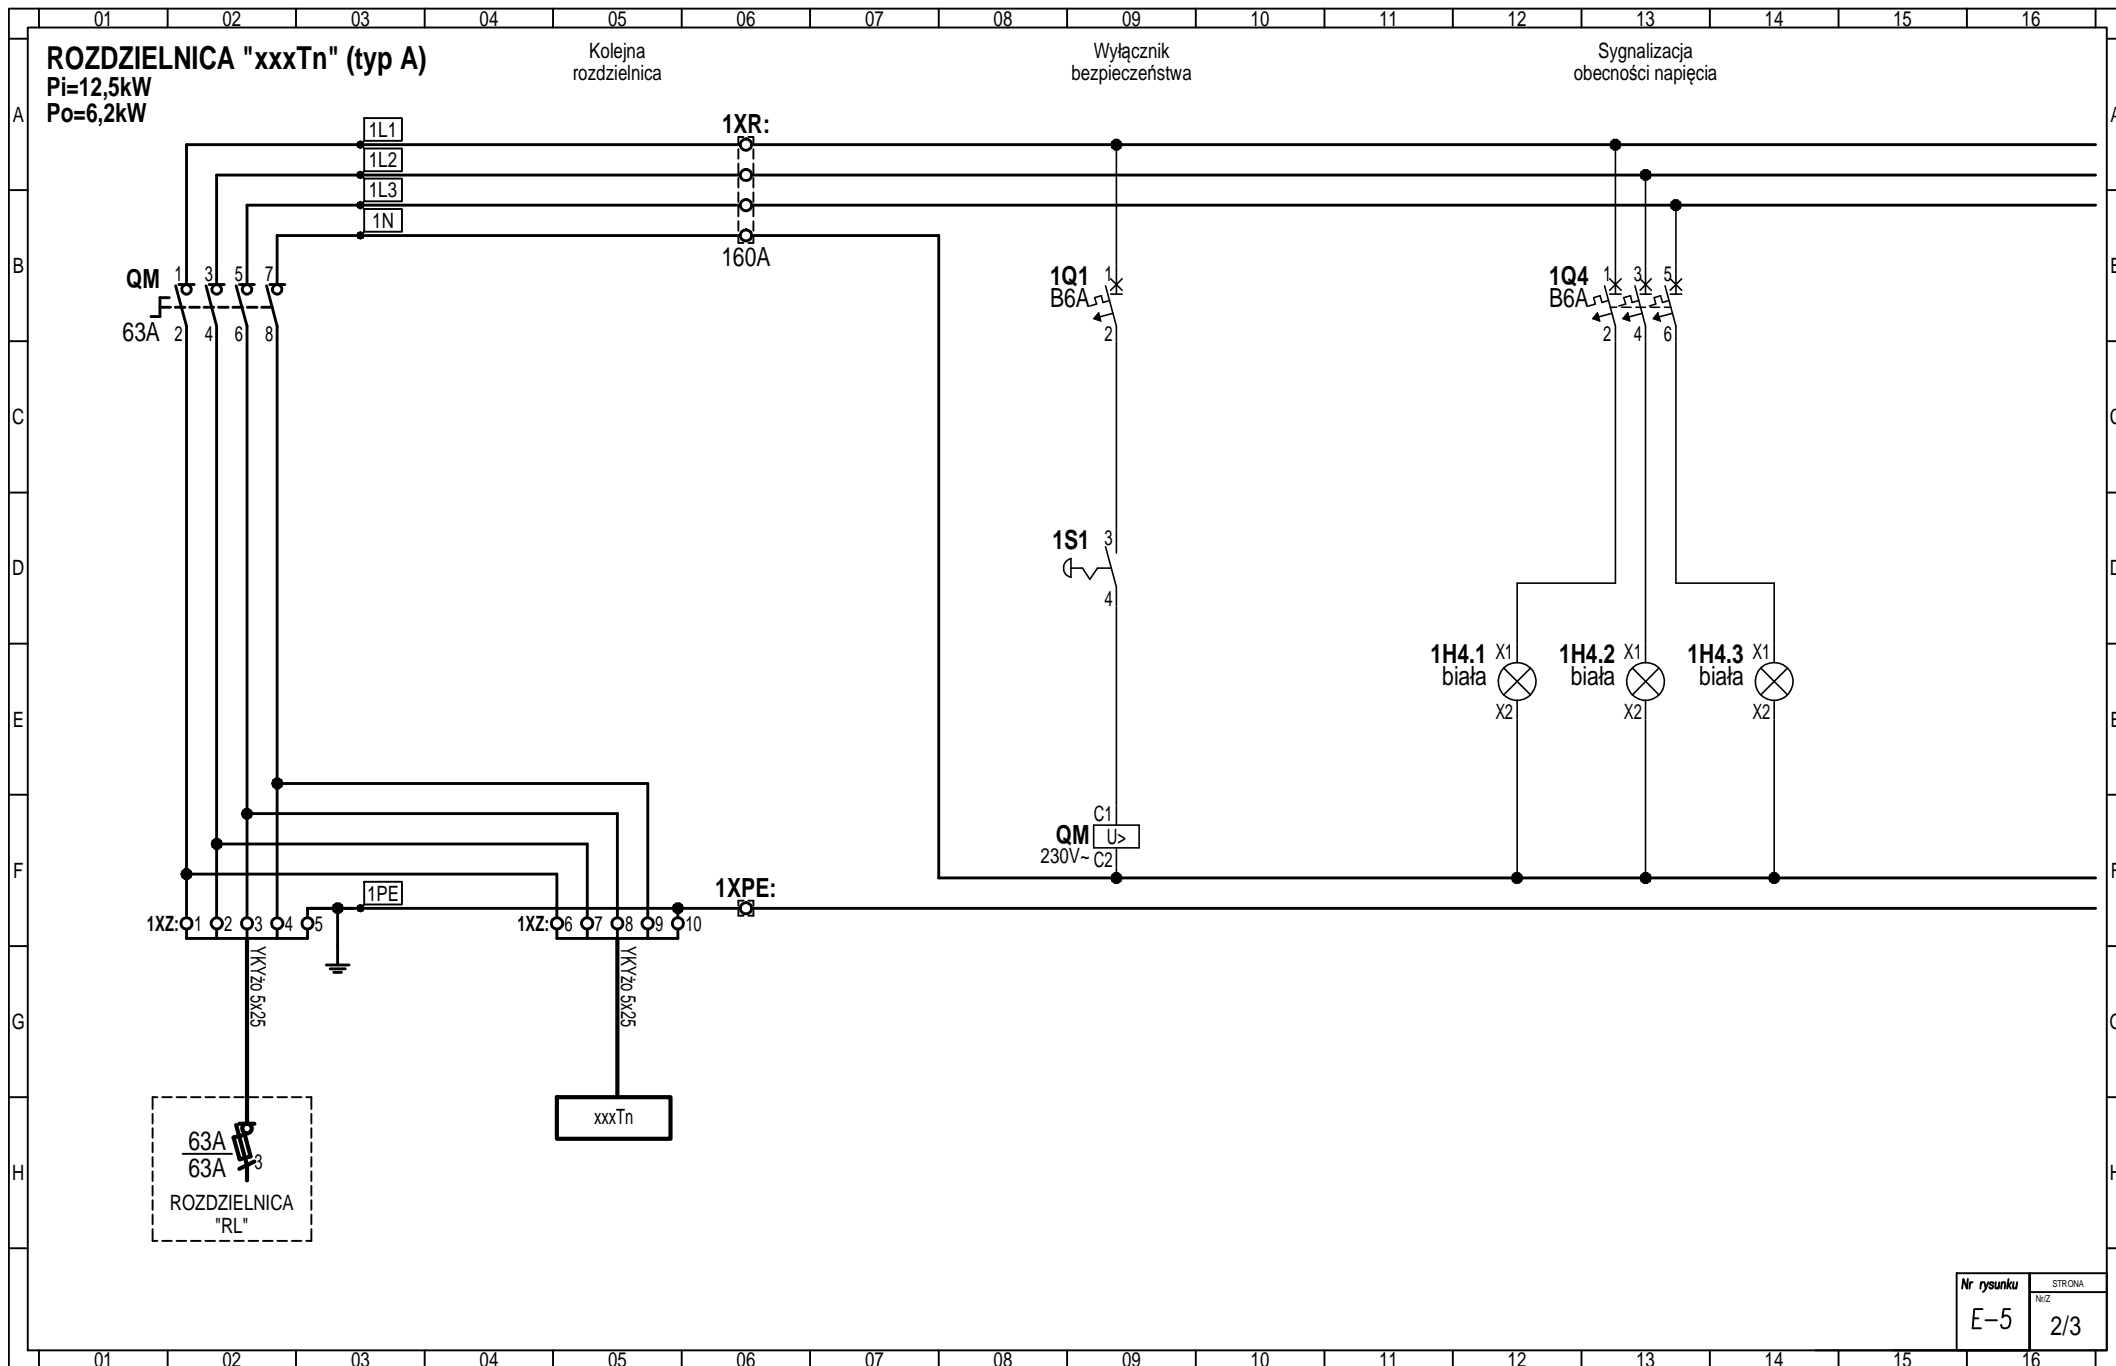 01 02 03 04 05 06 07 08 09 10 11 12 13 14 15 16
ROZDZIELNICA "xxxTn" (typ A)
Pi=12,5kW
Po=6,2kW
Kolejna
rozdzielnica
Wyłącznik
bezpieczeństwa
Sygnalizacja
obecności napięcia
A
1L1
1L2
1L3
1N
1XR:
160A
B
QM
63A
1 3 5 7
2 4 6 8
1Q1
B6A
1
2
1Q4
B6A
1 3 5
2 4 6
C
1S1
3
4
D
1H4.1
biała
X1
X2
1H4.2
biała
X1
X2
1H4.3
biała
X1
X2
E
QM
230V~
C1
U>
C2
F
1PE
1XPE:
1XZ: 1 2 3 4 5
1XZ: 6 7 8 9 10
YKYżo 5x25
YKYżo 5x25
G
xxxTn
63A
63A
3
ROZDZIELNICA
"RL"
H
Nr rysunku
E-5
STRONA
Nr/Z
2/3
01 02 03 04 05 06 07 08 09 10 11 12 13 14 15 16